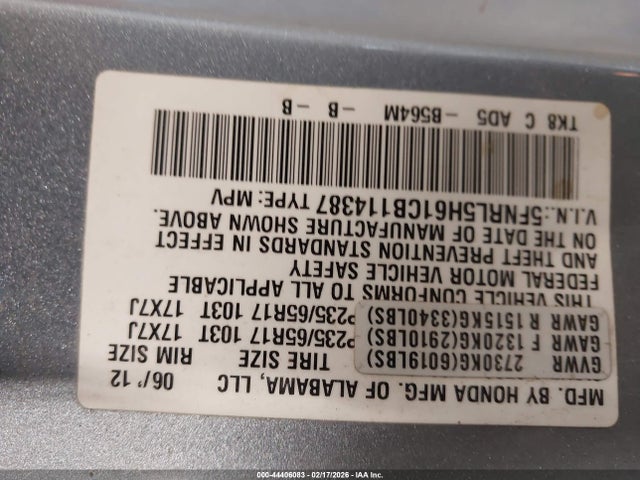 MFD. BY HONDA MFG. OF ALABAMA, LLC 06/'12
GVWR 2730KG(6019LBS) TIRE SIZE RIM SIZE
GAWR F 1320KG(2910LBS) P235/65R17 103T 17X7J
GAWR R 1515KG(3340LBS) P235/65R17 103T 17X7J
THIS VEHICLE CONFORMS TO ALL APPLICABLE
FEDERAL MOTOR VEHICLE SAFETY
AND THEFT PREVENTION STANDARDS IN EFFECT
ON THE DATE OF MANUFACTURE SHOWN ABOVE.
V.I.N.:5FNRL5H61CB114387 TYPE: MPV
TK8 C AD5 -B564M -B -B
000-44406083 - 02/17/2026 - IAA Inc.